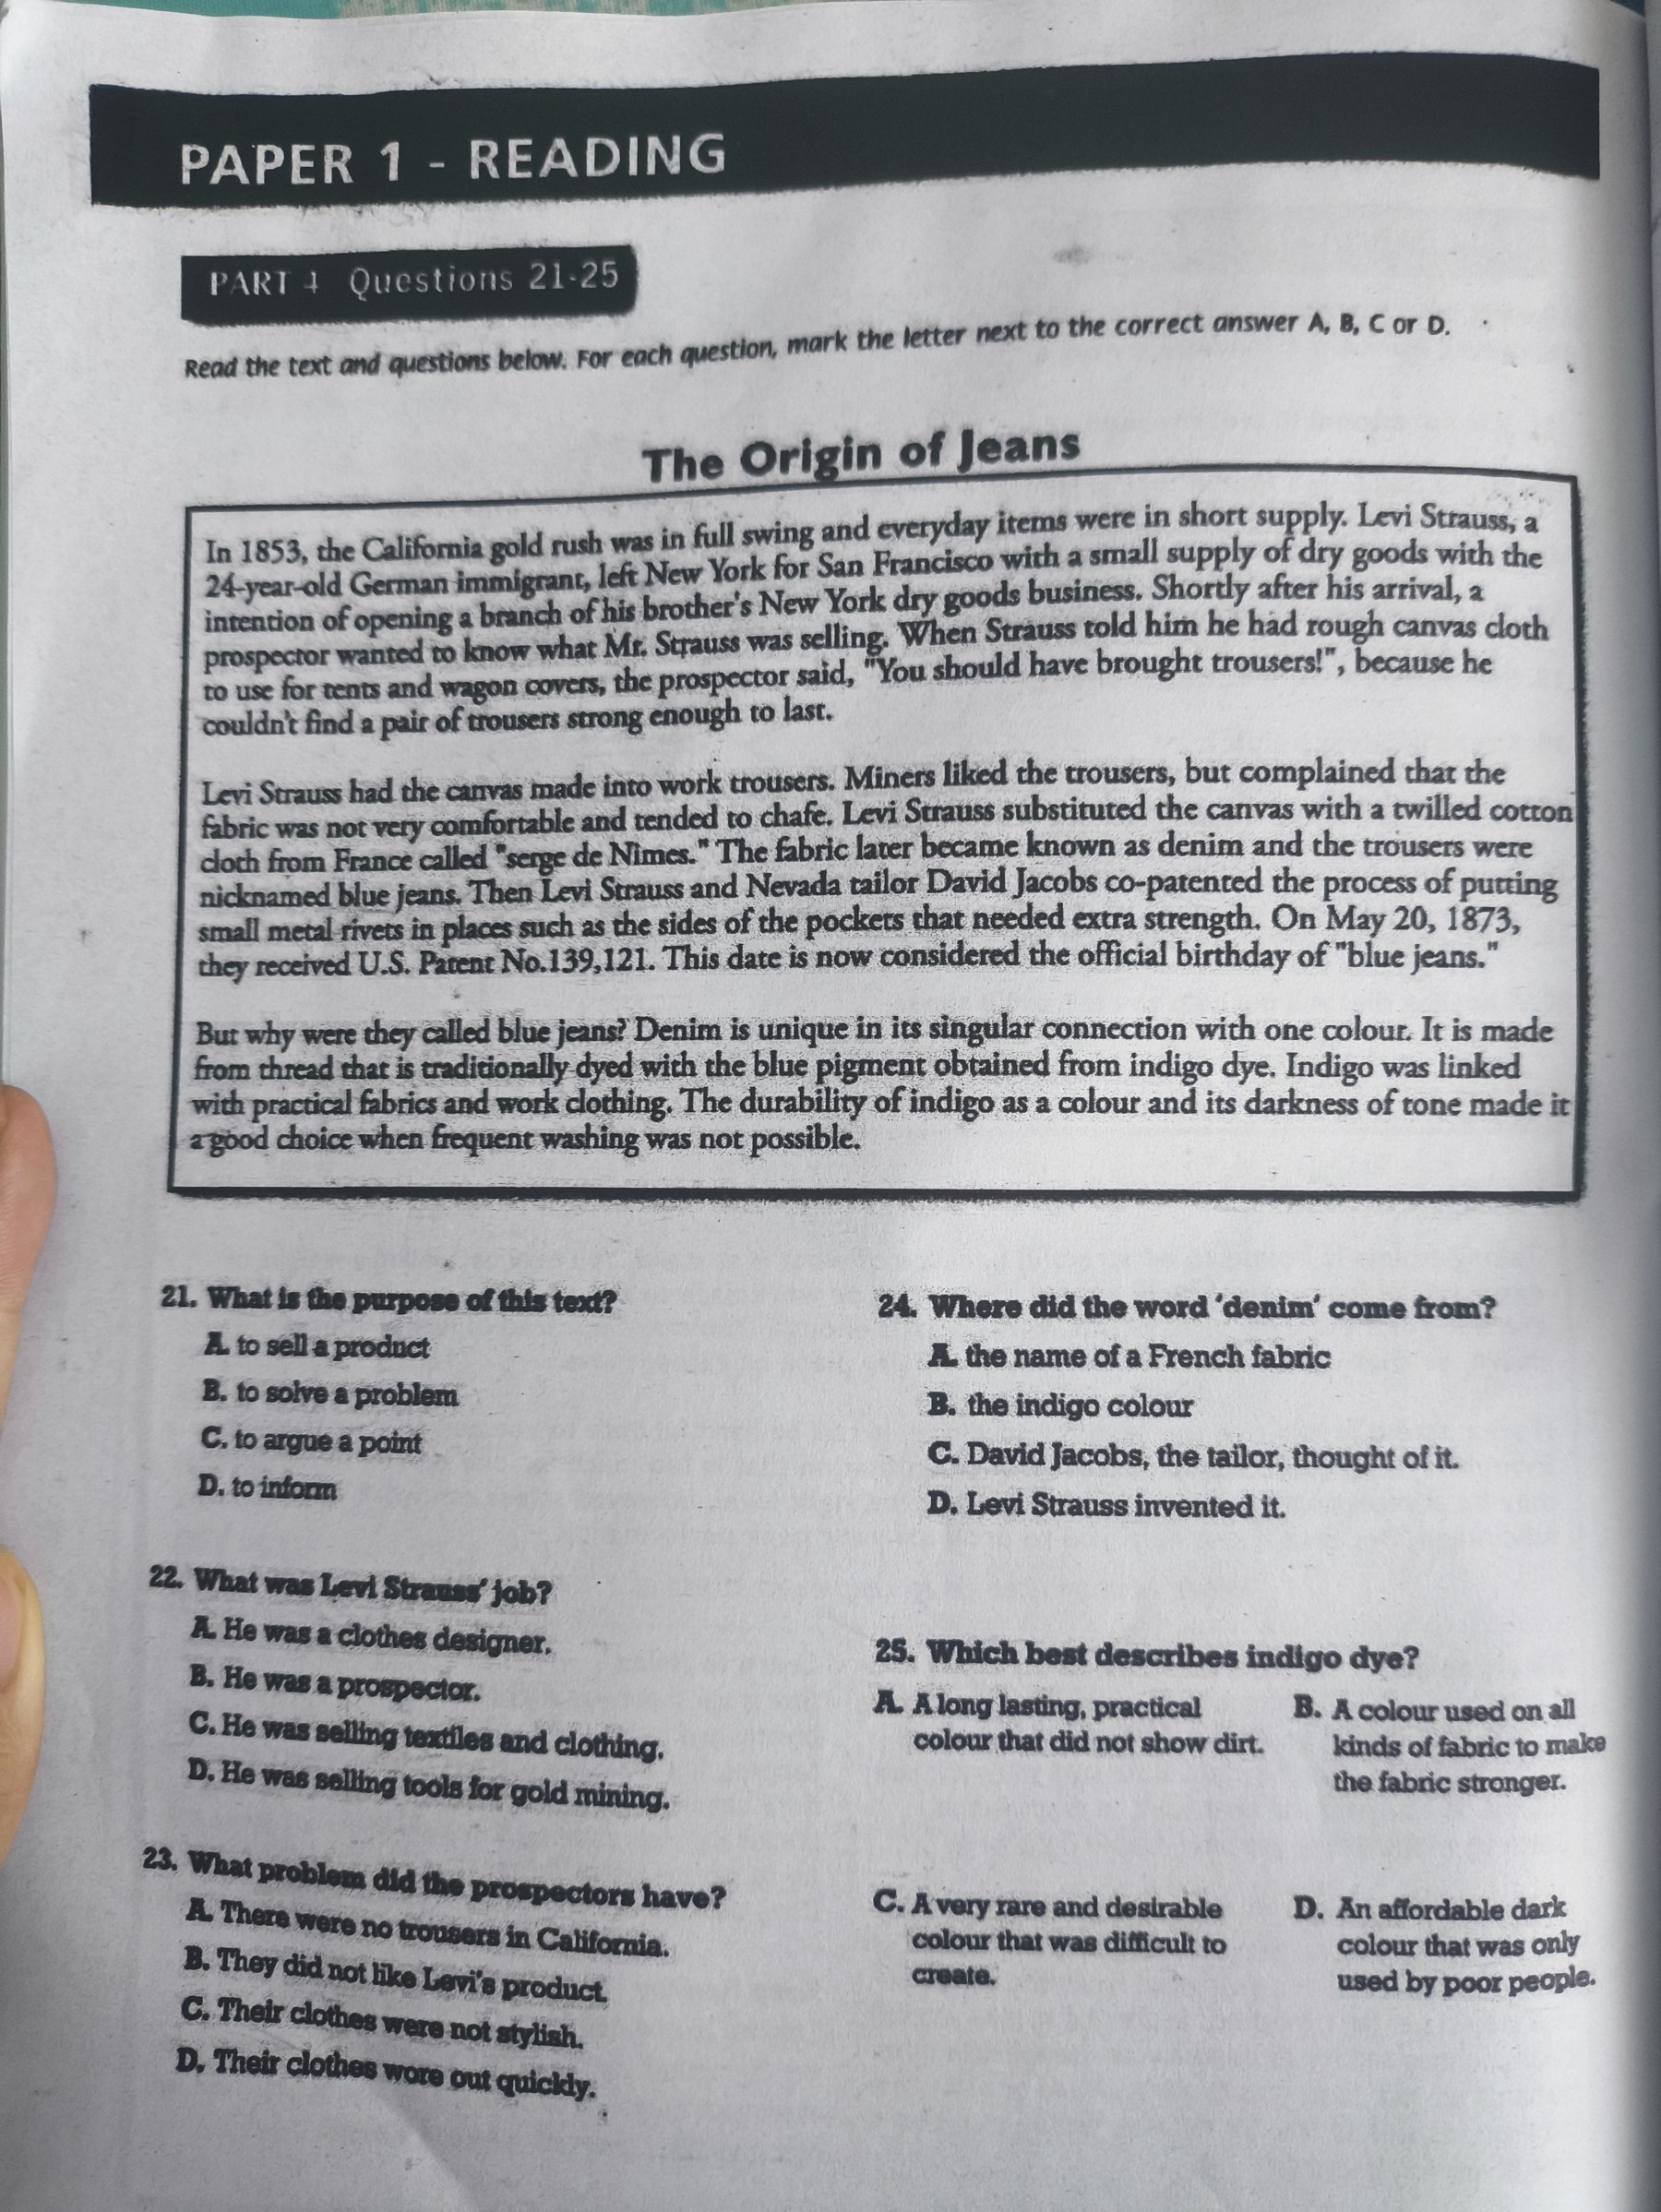 PAPER 1 - READING
PART 4 Questions 21-25
Read the text and questions below. For each question, mark the letter next to the correct answer A, B, C or D.
The Origin of Jeans
In 1853, the California gold rush was in full swing and everyday items were in short supply. Levi Strauss, a
24-year-old German immigrant, left New York for San Francisco with a small supply of dry goods with the
intention of opening a branch of his brother's New York dry goods business. Shortly after his arrival, a
prospector wanted to know what Mr. Strauss was selling. When Strauss told him he had rough canvas cloth
to use for tents and wagon covers, the prospector said, "You should have brought trousers!", because he
couldn't find a pair of trousers strong enough to last.
Levi Strauss had the canvas made into work trousers. Miners liked the trousers, but complained that the
fabric was not very comfortable and tended to chafe. Levi Strauss substituted the canvas with a twilled cotton
cloth from France called "serge de Nimes." The fabric later became known as denim and the trousers were
nicknamed blue jeans. Then Levi Strauss and Nevada tailor David Jacobs co-patented the process of putting
small metal rivets in places such as the sides of the pockets that needed extra strength. On May 20, 1873,
they received U.S. Patent No.139,121. This date is now considered the official birthday of "blue jeans."
But why were they called blue jeans? Denim is unique in its singular connection with one colour. It is made
from thread that is traditionally dyed with the blue pigment obtained from indigo dye. Indigo was linked
with practical fabrics and work clothing. The durability of indigo as a colour and its darkness of tone made it
a good choice when frequent washing was not possible.
21. What is the purpose of this text?
A. to sell a product
B. to solve a problem
C. to argue a point
D. to inform
22. What was Levi Strauss' job?
A. He was a clothes designer.
B. He was a prospector.
C. He was selling textiles and clothing.
D. He was selling tools for gold mining.
23. What problem did the prospectors have?
A. There were no trousers in California.
B. They did not like Levi's product.
C. Their clothes were not stylish.
D. Their clothes wore out quickly.
24. Where did the word 'denim' come from?
A. the name of a French fabric
B. the indigo colour
C. David Jacobs, the tailor, thought of it.
D. Levi Strauss invented it.
25. Which best describes indigo dye?
A. A long lasting, practical
colour that did not show dirt.
B. A colour used on all
kinds of fabric to make
the fabric stronger.
C. A very rare and desirable
colour that was difficult to
create.
D. An affordable dark
colour that was only
used by poor people.